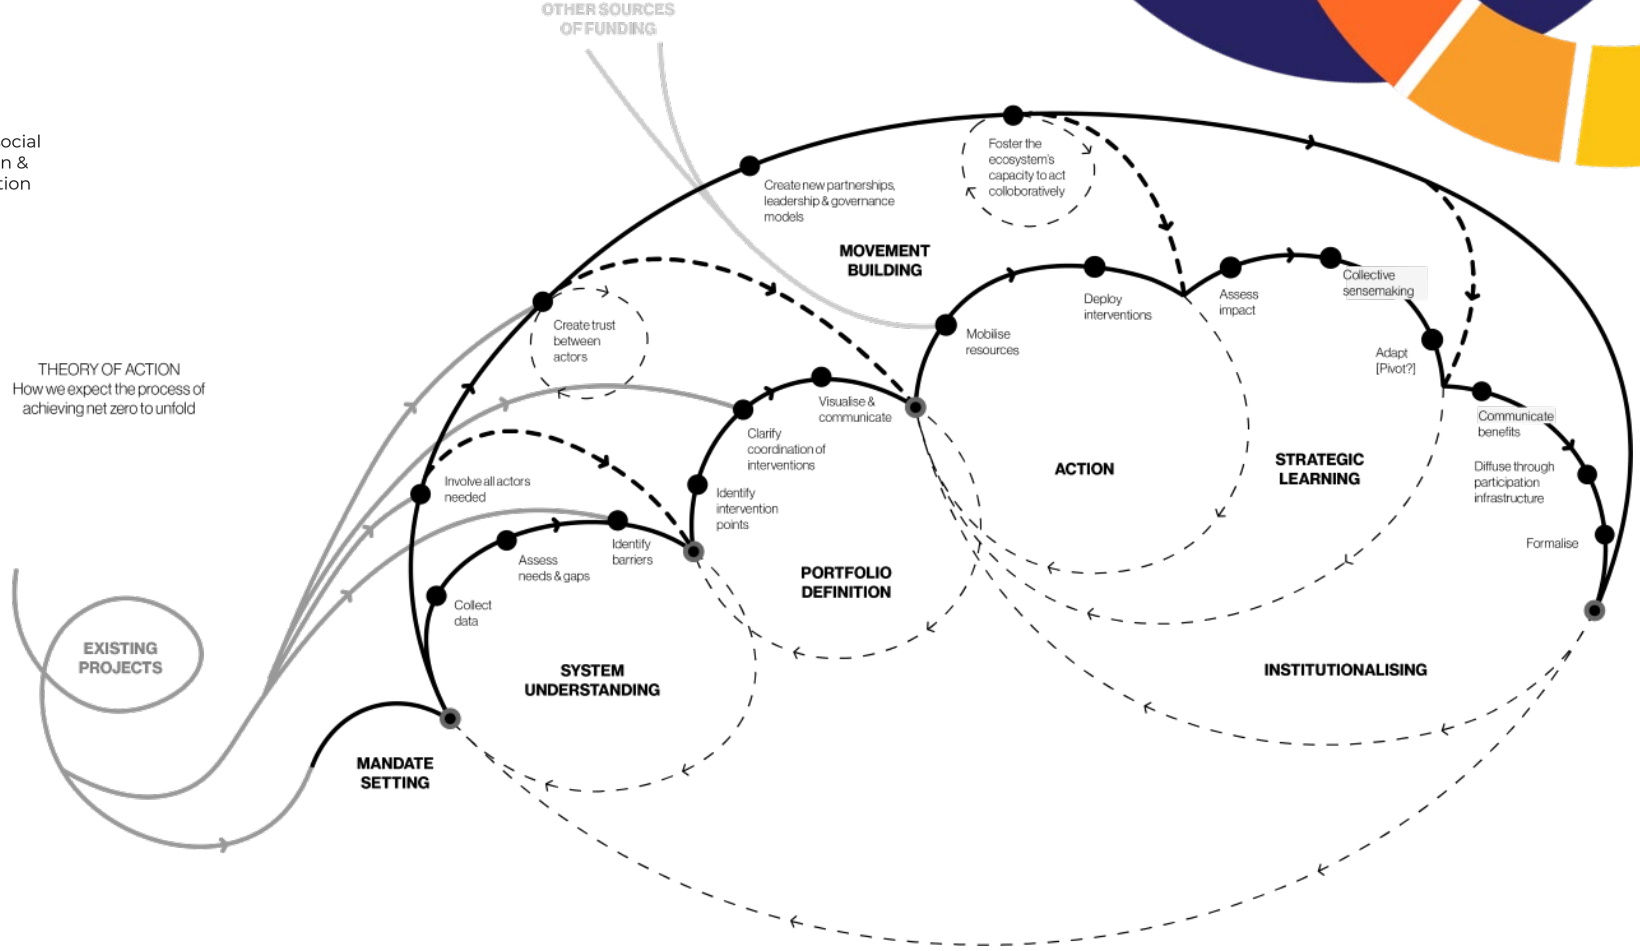 OTHER SOURCES
OF FUNDING
ocial
n &
tion
THEORY OF ACTION
How we expect the process of
achieving net zero to unfold
EXISTING
PROJECTS
MANDATE
SETTING
Involve all actors
needed
Create trust
between
actors
Create new partnerships,
leadership & governance
models
Foster the
ecosystem's
capacity to act
colloboratively
MOVEMENT
BUILDING
Collect
data
Assess
needs & gaps
Identify
barriers
SYSTEM
UNDERSTANDING
Identify
intervention
points
Clarify
coordination of
interventions
Visualise &
communicate
PORTFOLIO
DEFINITION
Mobilise
resources
Deploy
interventions
ACTION
Assess
impact
Collective
sensemaking
Adapt
[Pivot?]
STRATEGIC
LEARNING
Communicate
benefits
Diffuse through
participation
infrastructure
Formalise
INSTITUTIONALISING